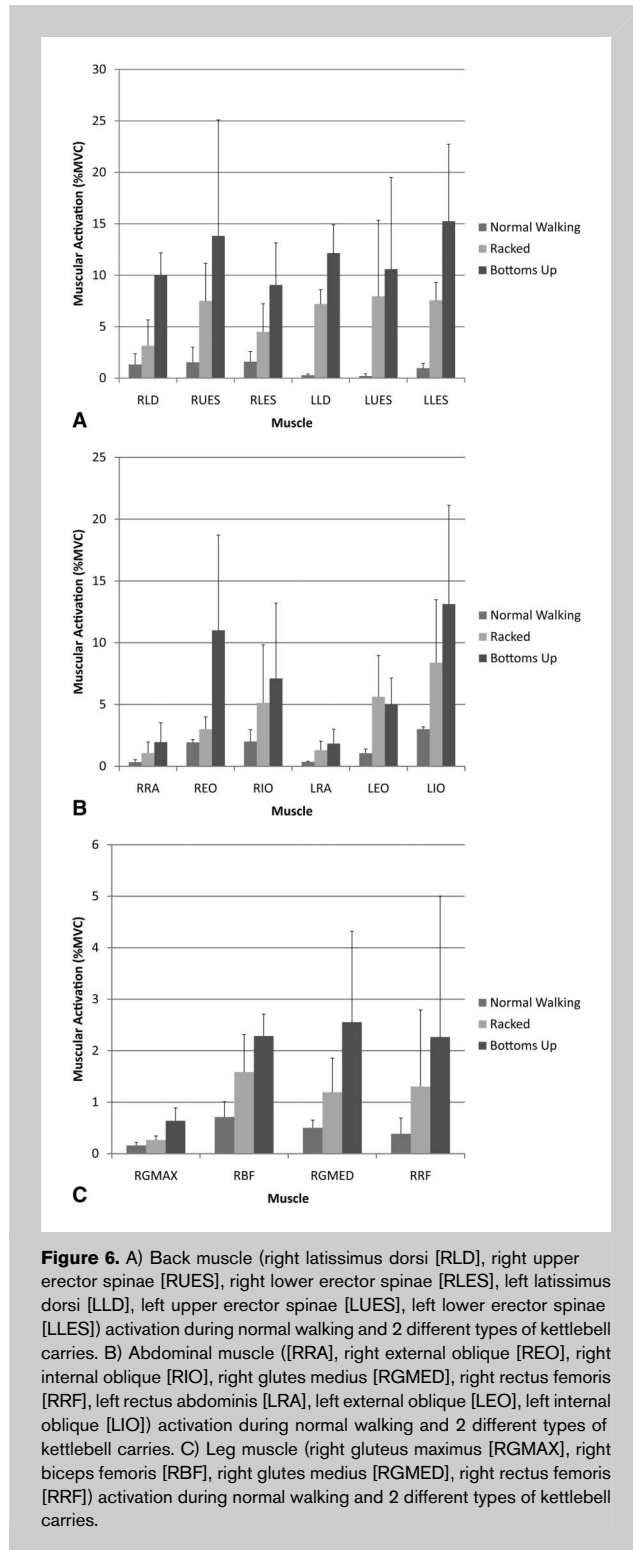 30
25
20
15
10
5
0
Muscular Activation (%MVC)
Normal Walking
Racked
Bottoms Up
RLD RUES RLES LLD LUES LLES
Muscle
A
25
20
15
10
5
0
Muscular Activation (%MVC)
Normal Walking
Racked
Bottoms Up
RRA REO RIO LRA LEO LIO
Muscle
B
6
5
4
3
2
1
0
Muscular Activation (%MVC)
Normal Walking
Racked
Bottoms Up
RGMAX RBF RGMED RRF
Muscle
C
Figure 6. A) Back muscle (right latissimus dorsi [RLD], right upper
erector spinae [RUES], right lower erector spinae [RLES], left latissimus
dorsi [LLD], left upper erector spinae [LUES], left lower erector spinae
[LLES]) activation during normal walking and 2 different types of kettlebell
carries. B) Abdominal muscle ([RRA], right external oblique [REO], right
internal oblique [RIO], right glutes medius [RGMED], right rectus femoris
[RRF], left rectus abdominis [LRA], left external oblique [LEO], left internal
oblique [LIO]) activation during normal walking and 2 different types of
kettlebell carries. C) Leg muscle (right gluteus maximus [RGMAX], right
biceps femoris [RBF], right glutes medius [RGMED], right rectus femoris
[RRF]) activation during normal walking and 2 different types of kettlebell
carries.